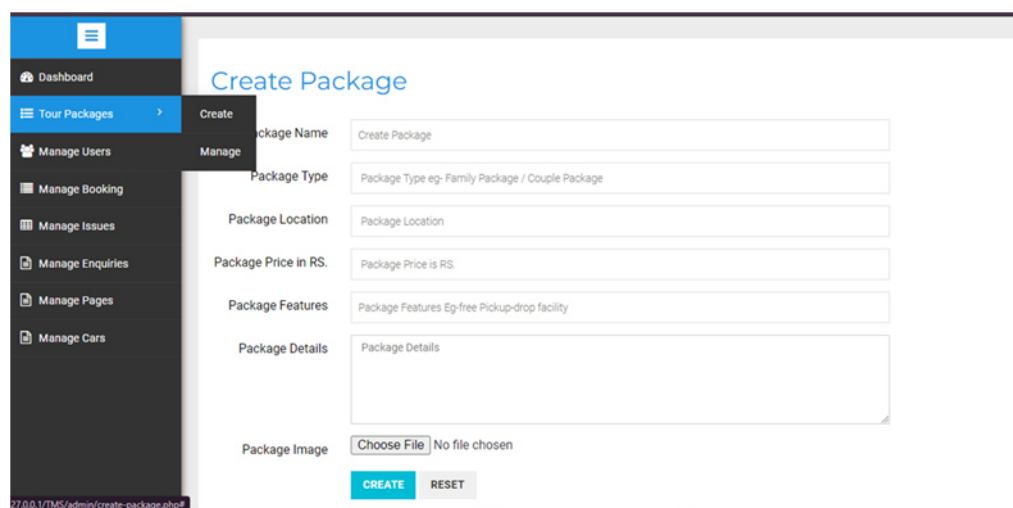 Dashboard
Tour Packages
Manage Users
Manage Booking
Manage Issues
Manage Enquiries
Manage Pages
Manage Cars
Create
Manage
Create Package
ckage Name
Create Package
Package Type
Package Type eg- Family Package / Couple Package
Package Location
Package Location
Package Price in RS.
Package Price is RS.
Package Features
Package Features Eg-free Pickup-drop facility
Package Details
Package Details
Package Image
Choose File No file chosen
CREATE RESET
27.0.0.1/TMS/admin/create-package.php#